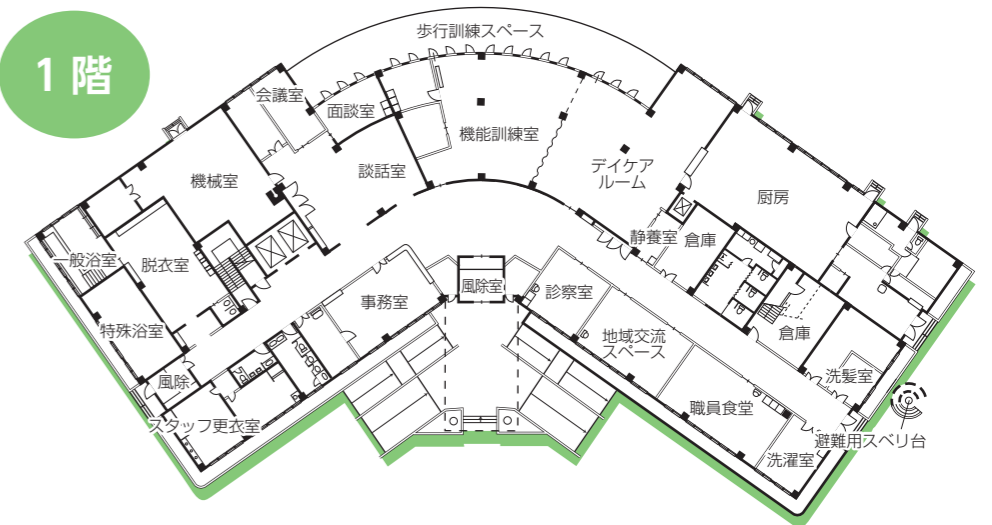 1 階
歩行訓練スペース
会議室
面談室
機能訓練室
デイケア
ルーム
談話室
機械室
厨房
静養室
倉庫
一般浴室
脱衣室
風除室
診察室
事務室
特殊浴室
地域交流
スペース
倉庫
洗髪室
風除
職員食堂
スタッフ更衣室
避難用スベリ台
洗濯室